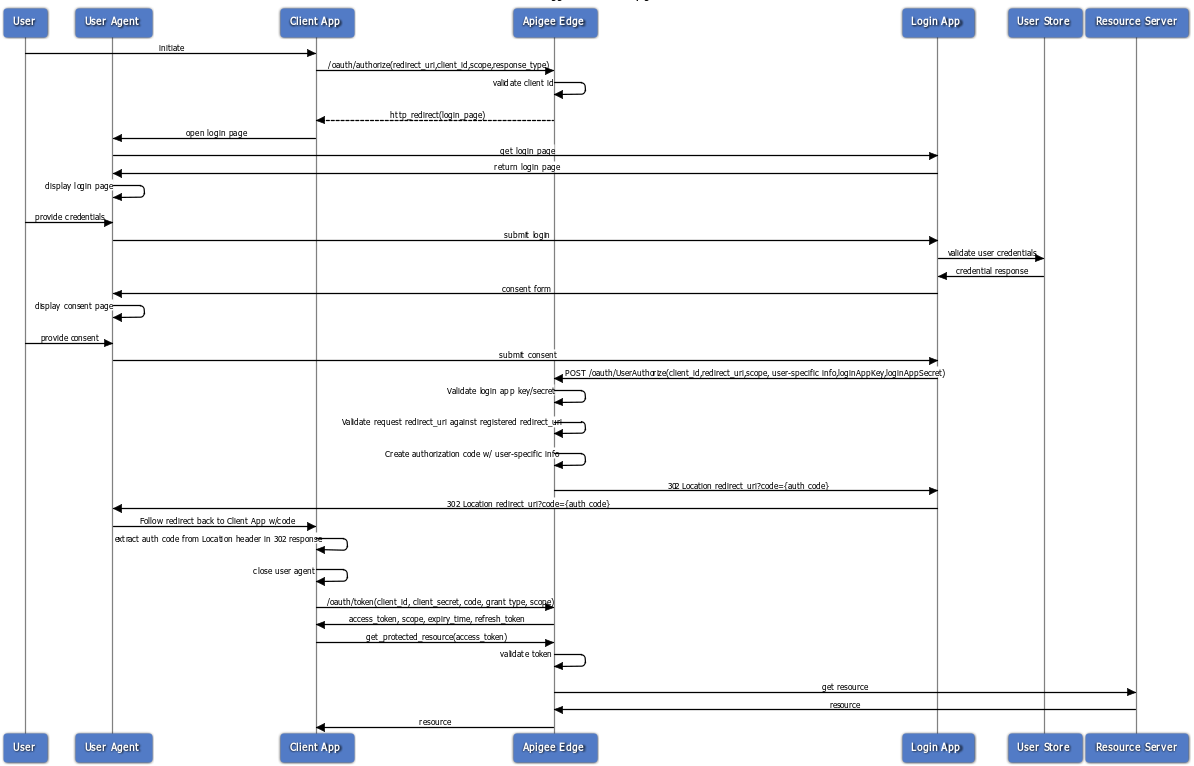 User
User Agent
Client App
Apigee Edge
Login App
User Store
Resource Server
initiate
/oauth/authorize(redirect_uri,client_id,scope,response_type)
validate client id
http_redirect(login_page)
open login page
get login page
return login page
display login page
provide credentials
submit login
validate user credentials
credential response
consent form
display consent page
provide consent
submit consent
POST /oauth/UserAuthorize(client_id,redirect_uri,scope, user-specific info,loginAppKey,loginAppSecret)
Validate login app key/secret
Validate request redirect_uri against registered redirect_uri
Create authorization code w/ user-specific info
302 Location redirect_uri?code={auth code}
302 Location redirect_uri?code={auth code}
Follow redirect back to Client App w/code
extract auth code from Location header in 302 response
close user agent
/oauth/token(client_id, client_secret, code, grant type, scope)
access_token, scope, expiry_time, refresh_token
get_protected_resource(access_token)
validate token
get resource
resource
resource
User
User Agent
Client App
Apigee Edge
Login App
User Store
Resource Server